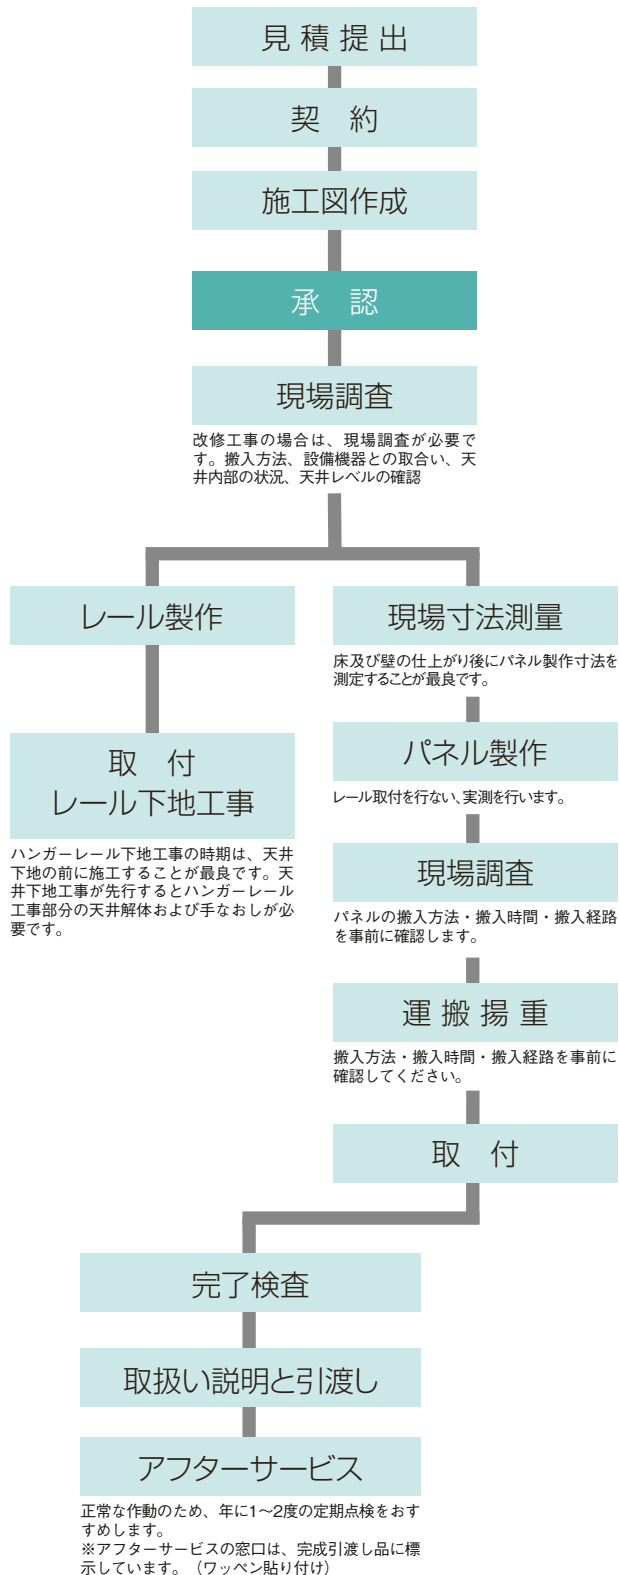 見積提出
契　約
施工図作成
承　認
現場調査
改修工事の場合は、現場調査が必要で
す。搬入方法、設備機器との取合い、天
井内部の状況、天井レベルの確認
レール製作
取　付
レール下地工事
ハンガーレール下地工事の時期は、天井
下地の前に施工することが最良です。天
井下地工事が先行するとハンガーレール
工事部分の天井解体および手なおしが必
要です。
現場寸法測量
床及び壁の仕上がり後にパネル製作寸法を
測定することが最良です。
パネル製作
レール取付を行ない、実測を行います。
現場調査
パネルの搬入方法・搬入時間・搬入経路
を事前に確認します。
運搬揚重
搬入方法・搬入時間・搬入経路を事前に
確認してください。
取　付
完了検査
取扱い説明と引渡し
アフターサービス
正常な作動のため、年に1〜2度の定期点検をおす
すめします。
※アフターサービスの窓口は、完成引渡し品に標
示しています。（ワッペン貼り付け）